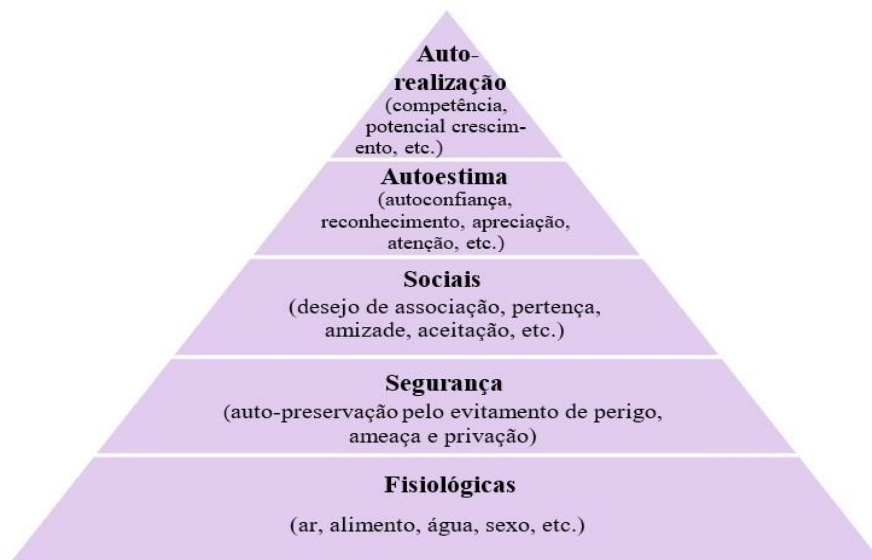 Auto-
realização
(competência,
potencial crescim-
ento, etc.)
Autoestima
(autoconfiança,
reconhecimento, apreciação,
atenção, etc.)
Sociais
(desejo de associação, pertença,
amizade, aceitação, etc.)
Segurança
(auto-preservação pelo evitamento de perigo,
ameaça e privação)
Fisiológicas
(ar, alimento, água, sexo, etc.)